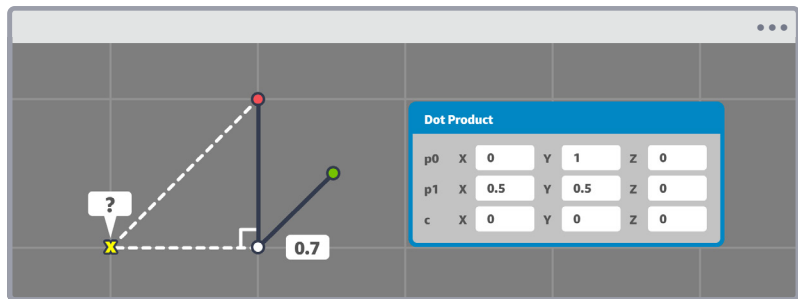 Dot Product
p0 X 0 Y 1 Z 0
p1 X 0.5 Y 0.5 Z 0
c X 0 Y 0 Z 0
?
X
0.7